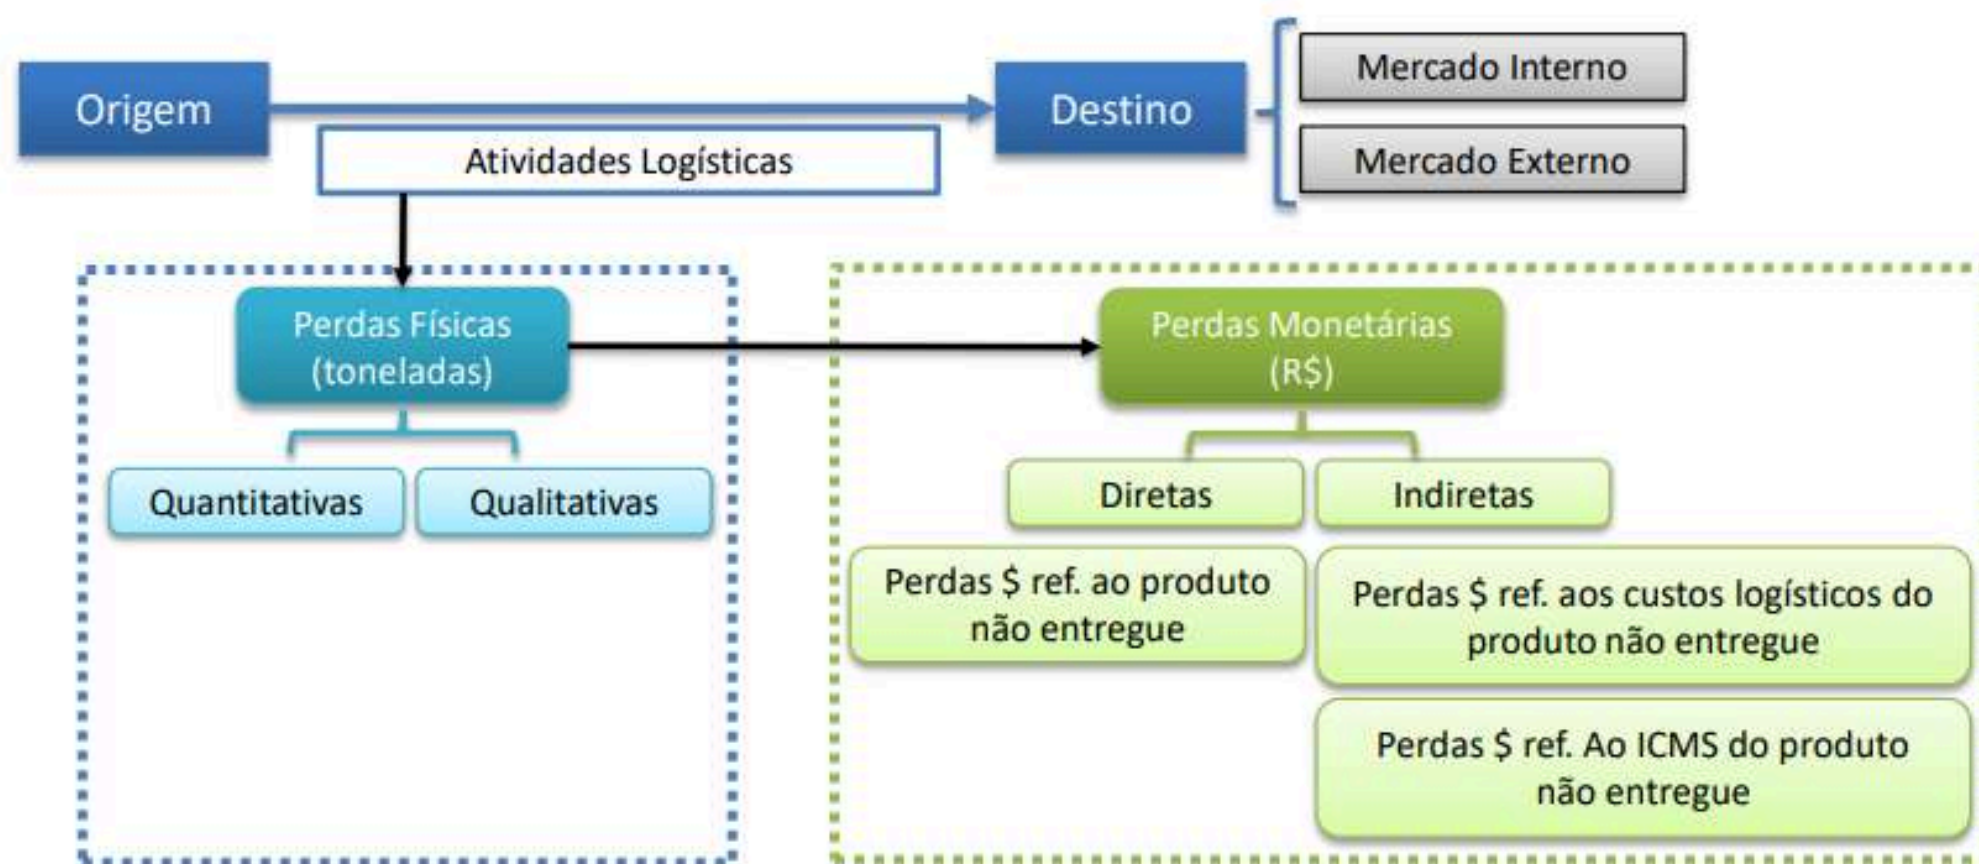 Origem
Destino
Mercado Interno
Mercado Externo
Atividades Logísticas
Perdas Físicas
(toneladas)
Quantitativas
Qualitativas
Perdas Monetárias
(R$)
Diretas
Indiretas
Perdas $ ref. ao produto
não entregue
Perdas $ ref. aos custos logísticos do
produto não entregue
Perdas $ ref. Ao ICMS do produto
não entregue